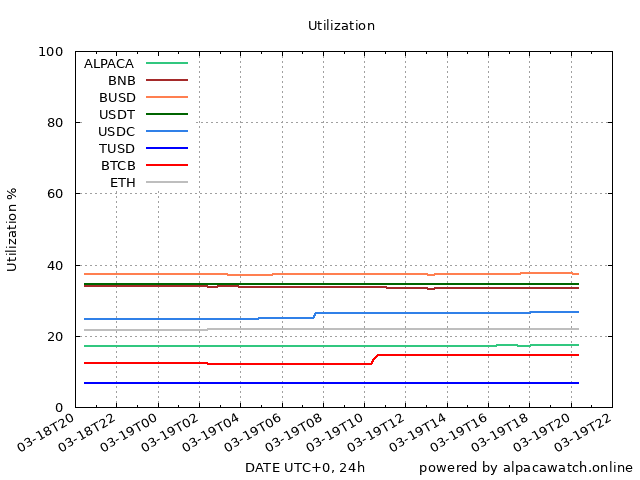 Utilization
100
80
60
40
20
0
Utilization %
ALPACA
BNB
BUSD
USDT
USDC
TUSD
BTCB
ETH
03-18T20
03-18T22
03-19T00
03-19T02
03-19T04
03-19T06
03-19T08
03-19T10
03-19T12
03-19T14
03-19T16
03-19T18
03-19T20
03-19T22
DATE UTC+0, 24h
powered by alpacawatch.online